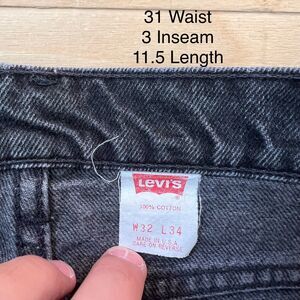 31 Waist
3 Inseam
11.5 Length
LEVI'S
100% COTTON
W32 L34
MADE IN U.S.A.
CARE ON REVERSE